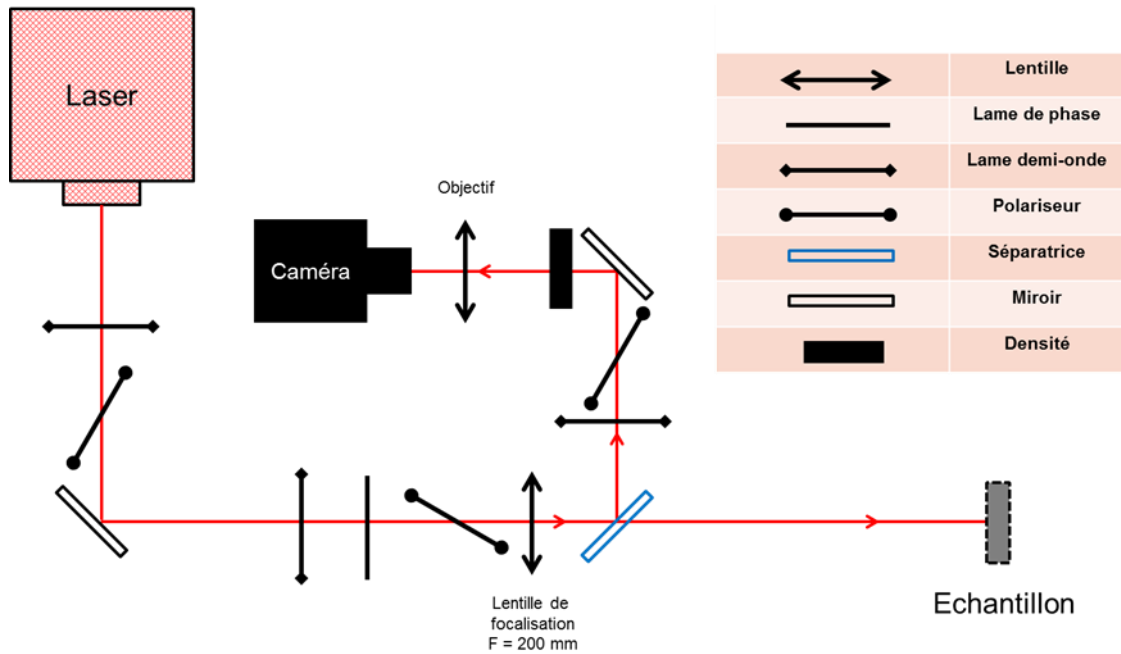 Laser
Objectif
Caméra
Lentille de
focalisation
F = 200 mm
Echantillon
Lentille
Lame de phase
Lame demi-onde
Polariseur
Séparatrice
Miroir
Densité